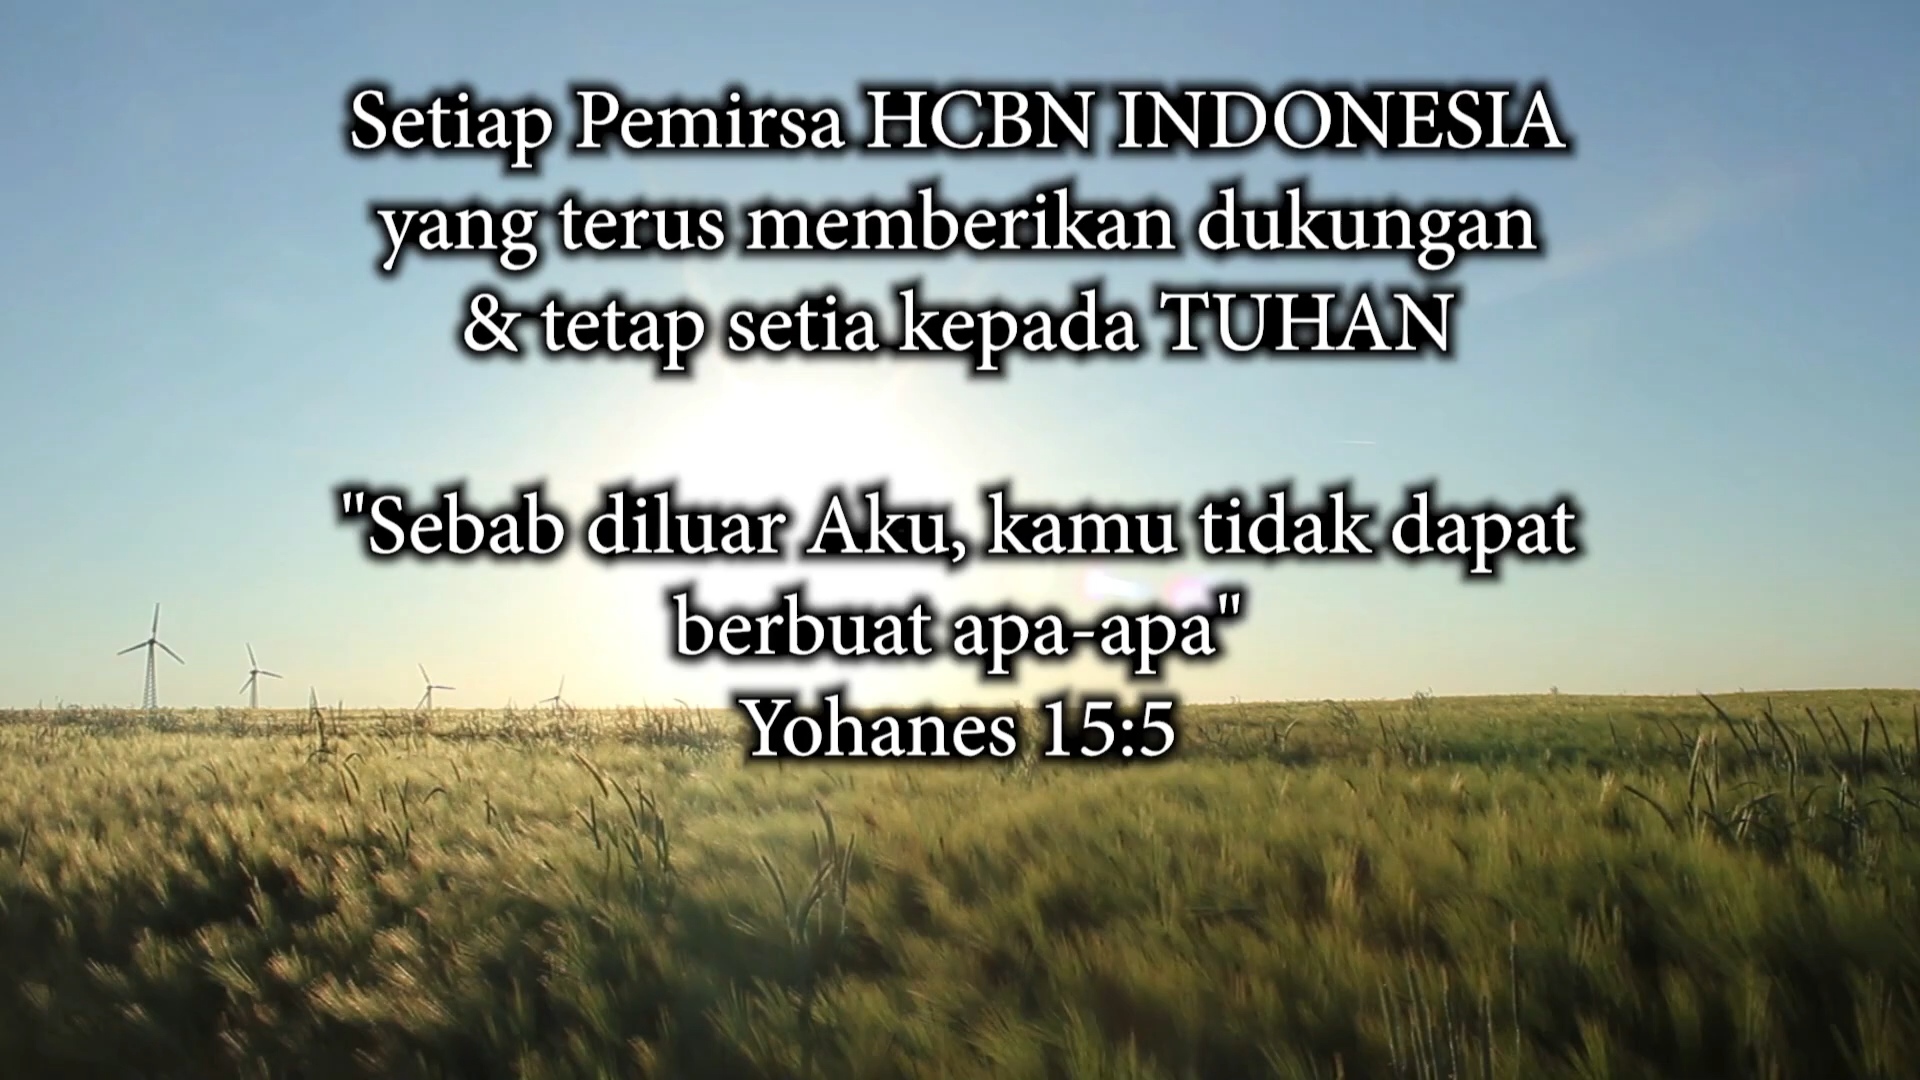 Setiap Pemirsa HCBN INDONESIA
yang terus memberikan dukungan
& tetap setia kepada TUHAN
"Sebab diluar Aku, kamu tidak dapat
berbuat apa-apa"
Yohanes 15:5